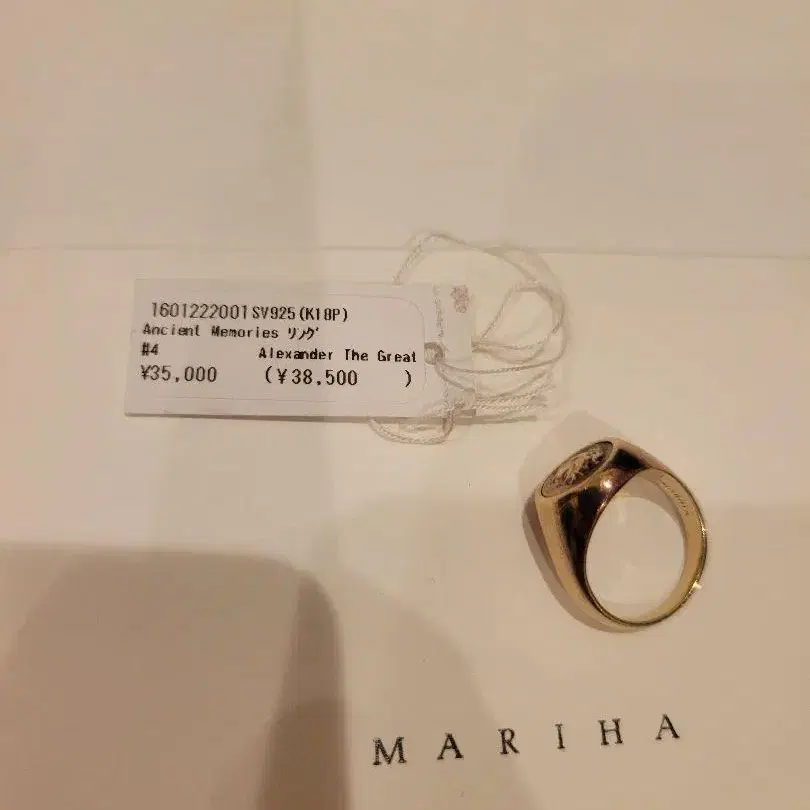 1601222001SV925(K18P)
Ancient Memories リング
#4 Alexander The Great
¥35,000 (¥38,500 )
MARIHA